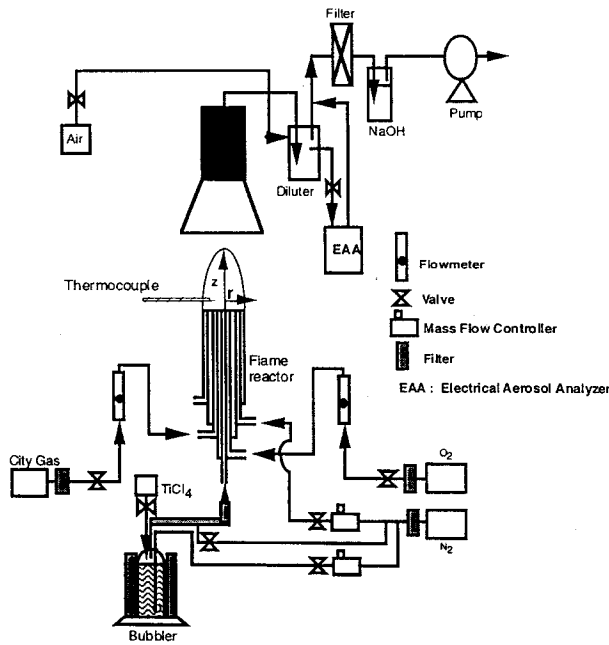 Filter
Air
NaOH
Pump
Diluter
EAA
Thermocouple
z
r
Flowmeter
Valve
Mass Flow Controller
Filter
EAA : Electrical Aerosol Analyzer
Flame
reactor
City Gas
TiCl4
O2
N2
Bubbler